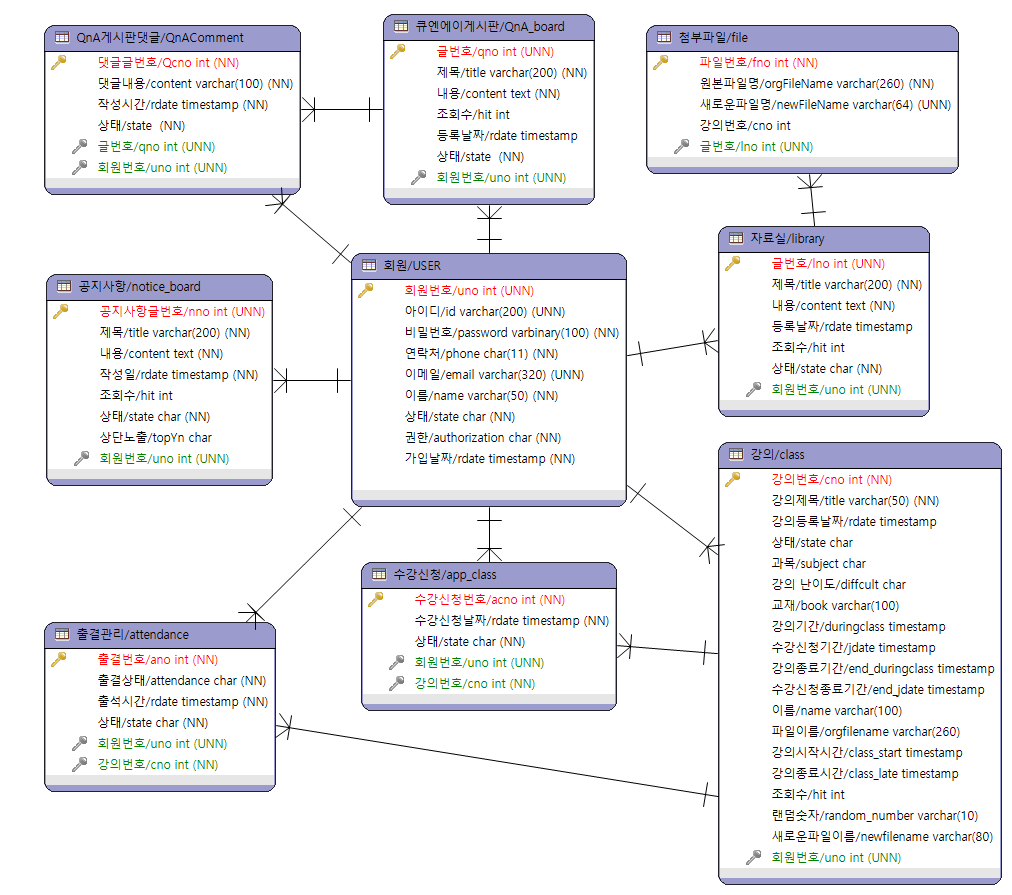 QnA게시판댓글/QnAComment
댓글글번호/Qcno int (NN)
댓글내용/content varchar(100) (NN)
작성시간/rdate timestamp (NN)
상태/state  (NN)
글번호/qno int (UNN)
회원번호/uno int (UNN)
큐엔에이게시판/QnA_board
글번호/qno int (UNN)
제목/title varchar(200) (NN)
내용/content text (NN)
조회수/hit int
등록날짜/rdate timestamp
상태/state  (NN)
회원번호/uno int (UNN)
첨부파일/file
파일번호/fno int (NN)
원본파일명/orgFileName varchar(260) (NN)
새로운파일명/newFileName varchar(64) (UNN)
강의번호/cno int
글번호/lno int (UNN)
공지사항/notice_board
공지사항글번호/nno int (UNN)
제목/title varchar(200) (NN)
내용/content text (NN)
작성일/rdate timestamp (NN)
조회수/hit int
상태/state char (NN)
상단노출/topYn char
회원번호/uno int (UNN)
회원/USER
회원번호/uno int (UNN)
아이디/id varchar(200) (UNN)
비밀번호/password varbinary(100) (NN)
연락처/phone char(11) (NN)
이메일/email varchar(320) (UNN)
이름/name varchar(50) (NN)
상태/state char (NN)
권한/authorization char (NN)
가입날짜/rdate timestamp (NN)
자료실/library
글번호/lno int (UNN)
제목/title varchar(200) (NN)
내용/content text (NN)
등록날짜/rdate timestamp
조회수/hit int
상태/state char (NN)
회원번호/uno int (UNN)
출결관리/attendance
출결번호/ano int (NN)
출결상태/attendance char (NN)
출석시간/rdate timestamp (NN)
상태/state char (NN)
회원번호/uno int (UNN)
강의번호/cno int (NN)
수강신청/app_class
수강신청번호/acno int (NN)
수강신청날짜/rdate timestamp (NN)
상태/state char (NN)
회원번호/uno int (UNN)
강의번호/cno int (NN)
강의/class
강의번호/cno int (NN)
강의제목/title varchar(50) (NN)
강의등록날짜/rdate timestamp
상태/state char
과목/subject char
강의 난이도/diffcult char
교재/book varchar(100)
강의기간/duringclass timestamp
수강신청기간/jdate timestamp
강의종료기간/end_duringclass timestamp
수강신청종료기간/end_jdate timestamp
이름/name varchar(100)
파일이름/orgfilename varchar(260)
강의시작시간/class_start timestamp
강의종료시간/class_late timestamp
조회수/hit int
랜덤숫자/random_number varchar(10)
새로운파일이름/newfilename varchar(80)
회원번호/uno int (UNN)